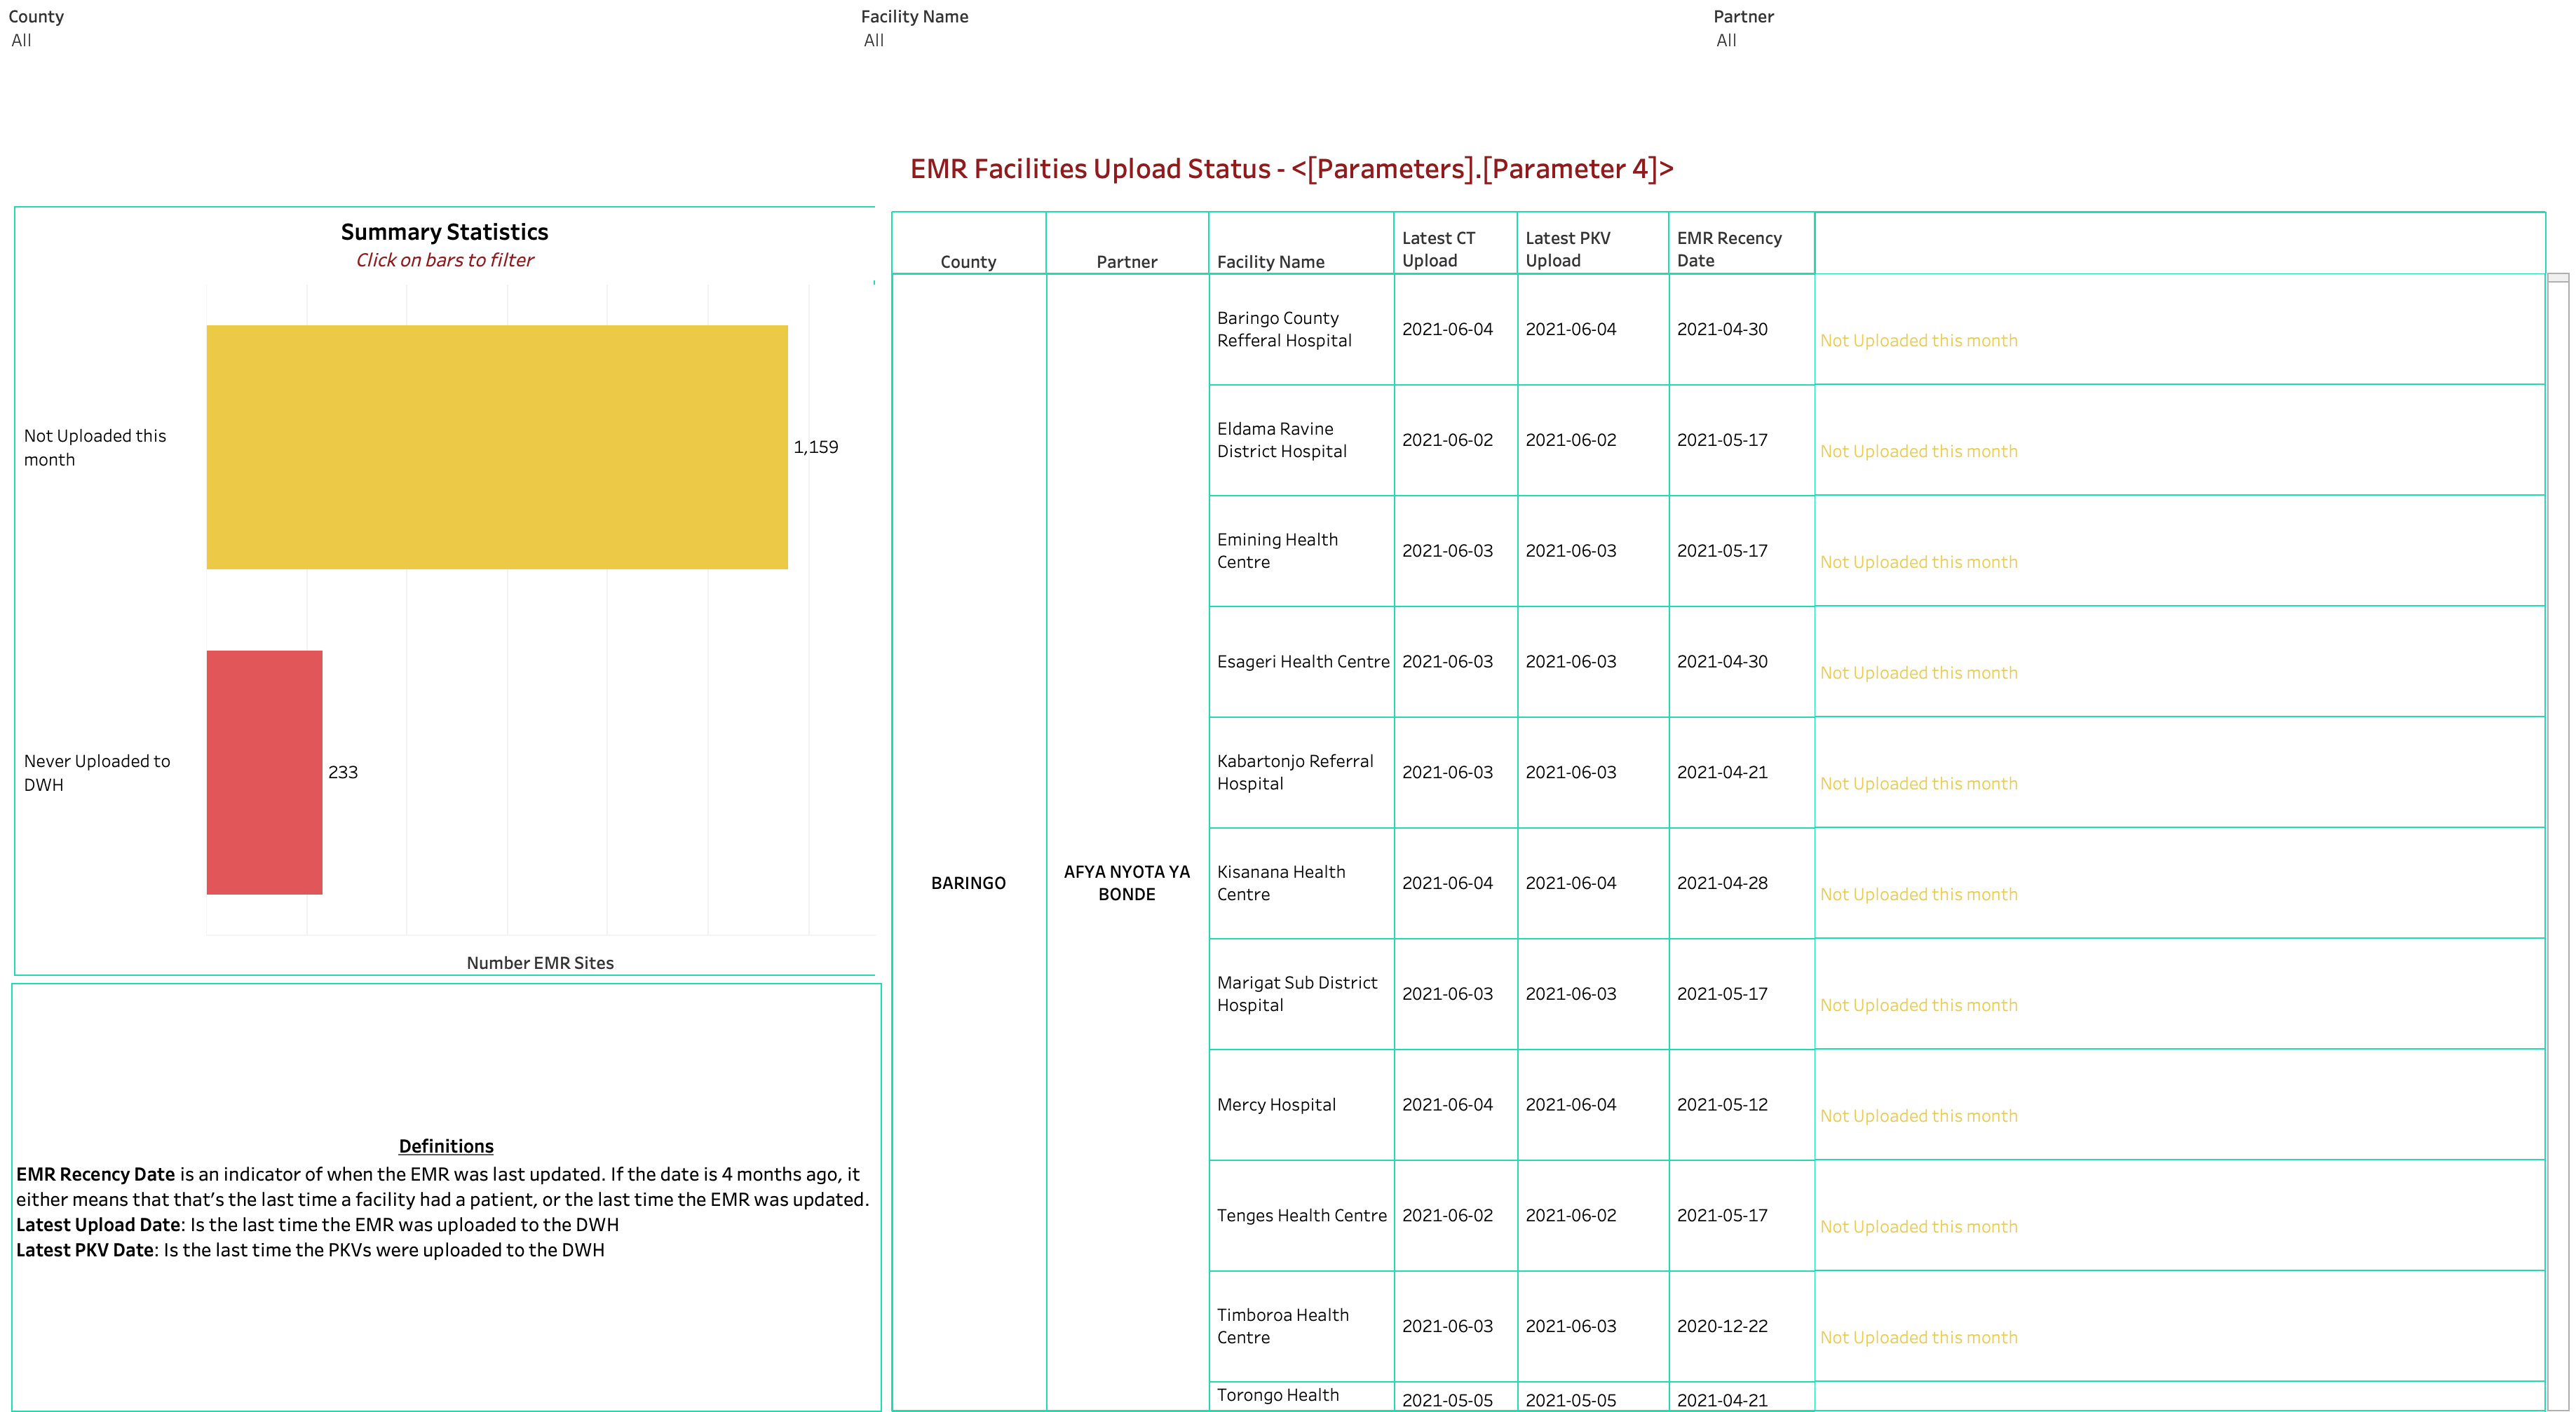 County
All
Facility Name
All
Partner
All
EMR Facilities Upload Status - <[Parameters].[Parameter 4]>
Summary Statistics
Click on bars to filter
Not Uploaded this
month
1,159
Never Uploaded to
DWH
233
Number EMR Sites
Definitions
EMR Recency Date is an indicator of when the EMR was last updated. If the date is 4 months ago, it
either means that that’s the last time a facility had a patient, or the last time the EMR was updated.
Latest Upload Date: Is the last time the EMR was uploaded to the DWH
Latest PKV Date: Is the last time the PKVs were uploaded to the DWH
County
Partner
Facility Name
Latest CT
Upload
Latest PKV
Upload
EMR Recency
Date
BARINGO
AFYA NYOTA YA
BONDE
Baringo County
Refferal Hospital
2021-06-04
2021-06-04
2021-04-30
Not Uploaded this month
Eldama Ravine
District Hospital
2021-06-02
2021-06-02
2021-05-17
Not Uploaded this month
Emining Health
Centre
2021-06-03
2021-06-03
2021-05-17
Not Uploaded this month
Esageri Health Centre
2021-06-03
2021-06-03
2021-04-30
Not Uploaded this month
Kabartonjo Referral
Hospital
2021-06-03
2021-06-03
2021-04-21
Not Uploaded this month
Kisanana Health
Centre
2021-06-04
2021-06-04
2021-04-28
Not Uploaded this month
Marigat Sub District
Hospital
2021-06-03
2021-06-03
2021-05-17
Not Uploaded this month
Mercy Hospital
2021-06-04
2021-06-04
2021-05-12
Not Uploaded this month
Tenges Health Centre
2021-06-02
2021-06-02
2021-05-17
Not Uploaded this month
Timboroa Health
Centre
2021-06-03
2021-06-03
2020-12-22
Not Uploaded this month
Torongo Health
2021-05-05
2021-05-05
2021-04-21